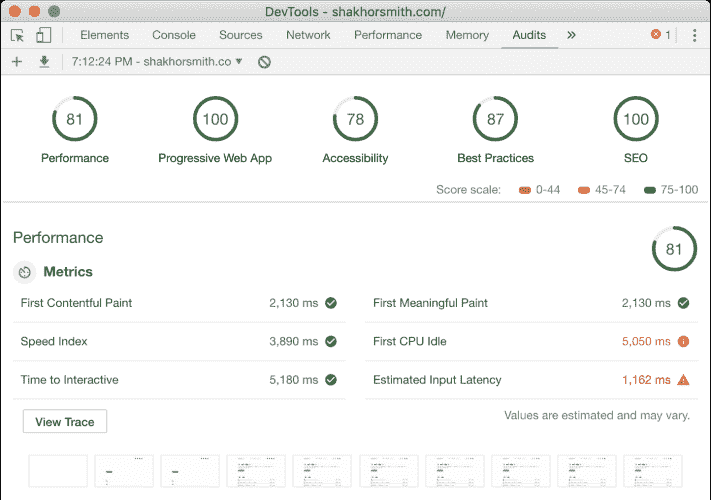 DevTools - shakhorsmith.com/
Elements Console Sources Network Performance Memory Audits » 1
7:12:24 PM - shakhorsmith.co ▼
81 100 78 87 100
Performance Progressive Web App Accessibility Best Practices SEO
Score scale: 0-44 45-74 75-100
Performance 81
Metrics
First Contentful Paint 2,130 ms First Meaningful Paint 2,130 ms
Speed Index 3,890 ms First CPU Idle 5,050 ms
Time to Interactive 5,180 ms Estimated Input Latency 1,162 ms
View Trace Values are estimated and may vary.